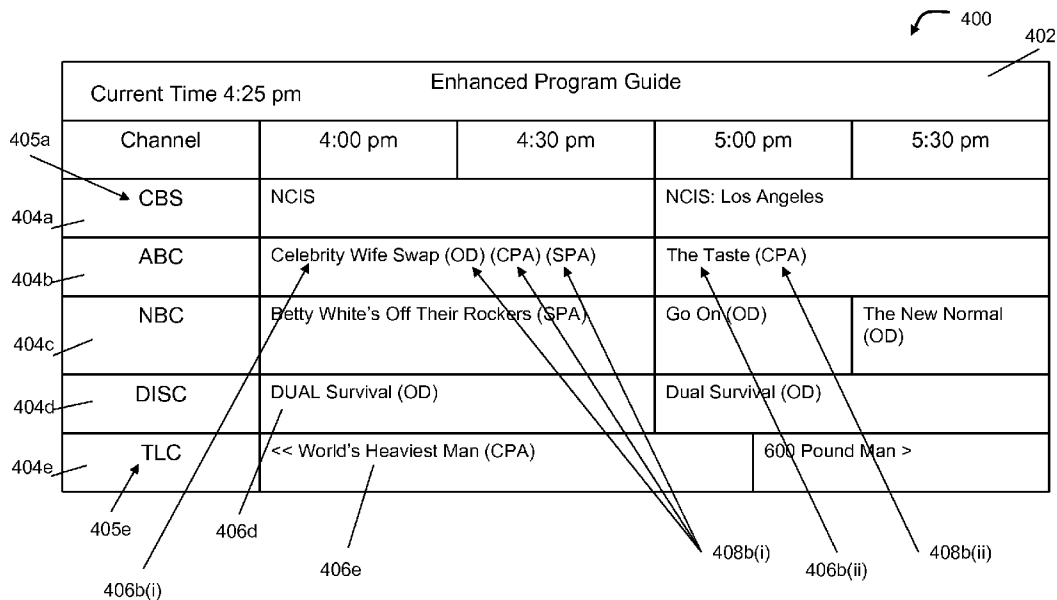 400
402
Enhanced Program Guide
Current Time 4:25 pm
405a
Channel 4:00 pm 4:30 pm 5:00 pm 5:30 pm
404a
CBS NCIS NCIS: Los Angeles
404b
ABC Celebrity Wife Swap (OD) (CPA) (SPA) The Taste (CPA)
404c
NBC Betty White's Off Their Rockers (SPA) Go On (OD) The New Normal
(OD)
404d
DISC DUAL Survival (OD) Dual Survival (OD)
404e
TLC << World's Heaviest Man (CPA) 600 Pound Man >
405e
406d
406e
406b(i)
408b(i)
406b(ii)
408b(ii)